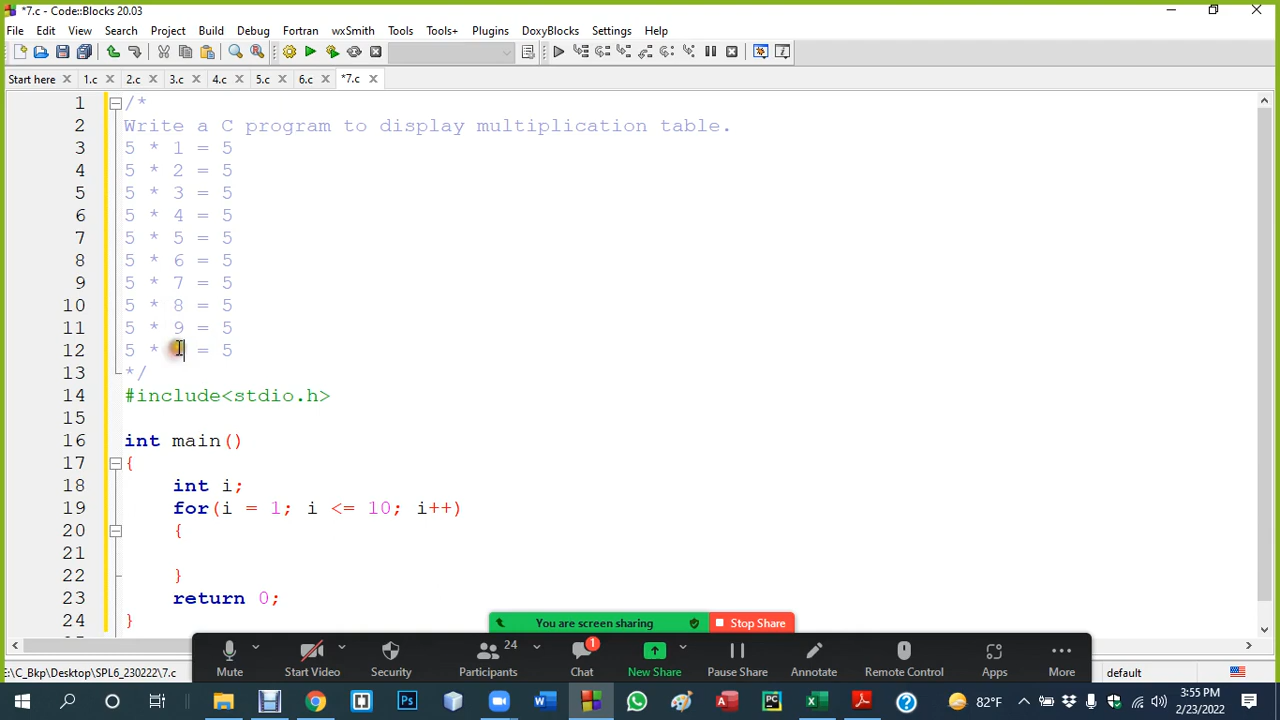 *7.c - Code::Blocks 20.03
File Edit View Search Project Build Debug Fortran wxSmith Tools Tools+ Plugins DoxyBlocks Settings Help
Start here 1.c 2.c 3.c 4.c 5.c 6.c *7.c
1 /*
2 Write a C program to display multiplication table.
3 5 * 1 = 5
4 5 * 2 = 5
5 5 * 3 = 5
6 5 * 4 = 5
7 5 * 5 = 5
8 5 * 6 = 5
9 5 * 7 = 5
10 5 * 8 = 5
11 5 * 9 = 5
12 5 * = 5
13 */
14 #include<stdio.h>
15
16 int main()
17 {
18 int i;
19 for(i = 1; i <= 10; i++)
20 {
21
22 }
23 return 0;
24 }
You are screen sharing Stop Share
1 24
Mute Start Video Security Participants Chat New Share Pause Share Annotate Remote Control Apps More
C_Bkp\Desktop\SPL6_230222\7.c default
82°F 3:55 PM
2/23/2022